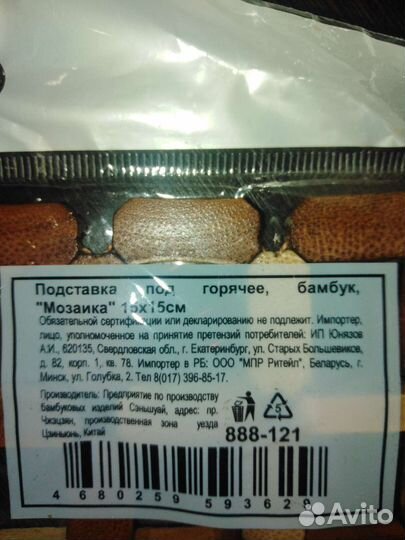 Подставка под горячее, бамбук,
"Мозаика" 15х15см
Обязательной сертификации или декларированию не подлежит. Импортер,
лицо, уполномоченное на принятие претензий потребителей: ИП Юнязов
А.И., 620135, Свердловская обл., г. Екатеринбург, ул. Старых Большевиков,
д. 82, корп. 1, кв. 78. Импортер в РБ: ООО "МПР Ритейл", Беларусь, г.
Минск, ул. Голубка, 2. Тел 8(017) 396-85-17.
Производитель: Предприятие по производству
бамбуковых изделий Сэньшуай, адрес: пр.
Чжэцзян, производственная зона уезда
Цзиньюнь, Китай
5
888-121
4 680259 593629
Avito